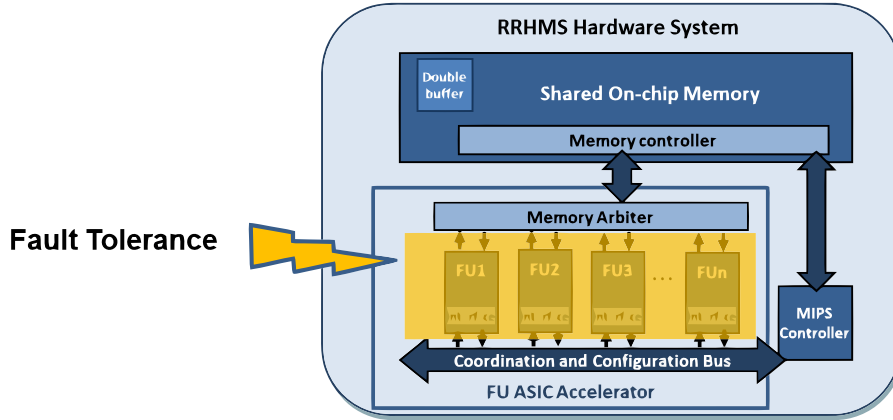 RRHMS Hardware System
Double
buffer
Shared On-chip Memory
Memory controller
Fault Tolerance
Memory Arbiter
FU1
FU2
FU3
...
FUn
MIPS
Controller
Coordination and Configuration Bus
FU ASIC Accelerator